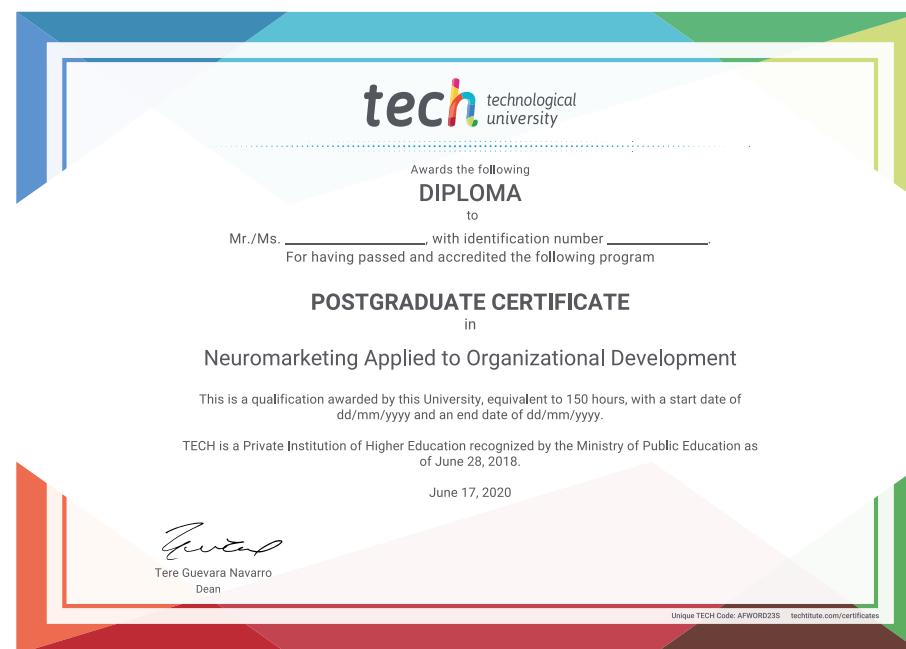 tech technological
university
Awards the following
DIPLOMA
to
Mr./Ms. ____________________, with identification number ______________.
For having passed and accredited the following program
POSTGRADUATE CERTIFICATE
in
Neuromarketing Applied to Organizational Development
This is a qualification awarded by this University, equivalent to 150 hours, with a start date of
dd/mm/yyyy and an end date of dd/mm/yyyy.
TECH is a Private Institution of Higher Education recognized by the Ministry of Public Education as
of June 28, 2018.
June 17, 2020
Tere Guevara Navarro
Dean
Unique TECH Code: AFWORD23S techtitute.com/certificates